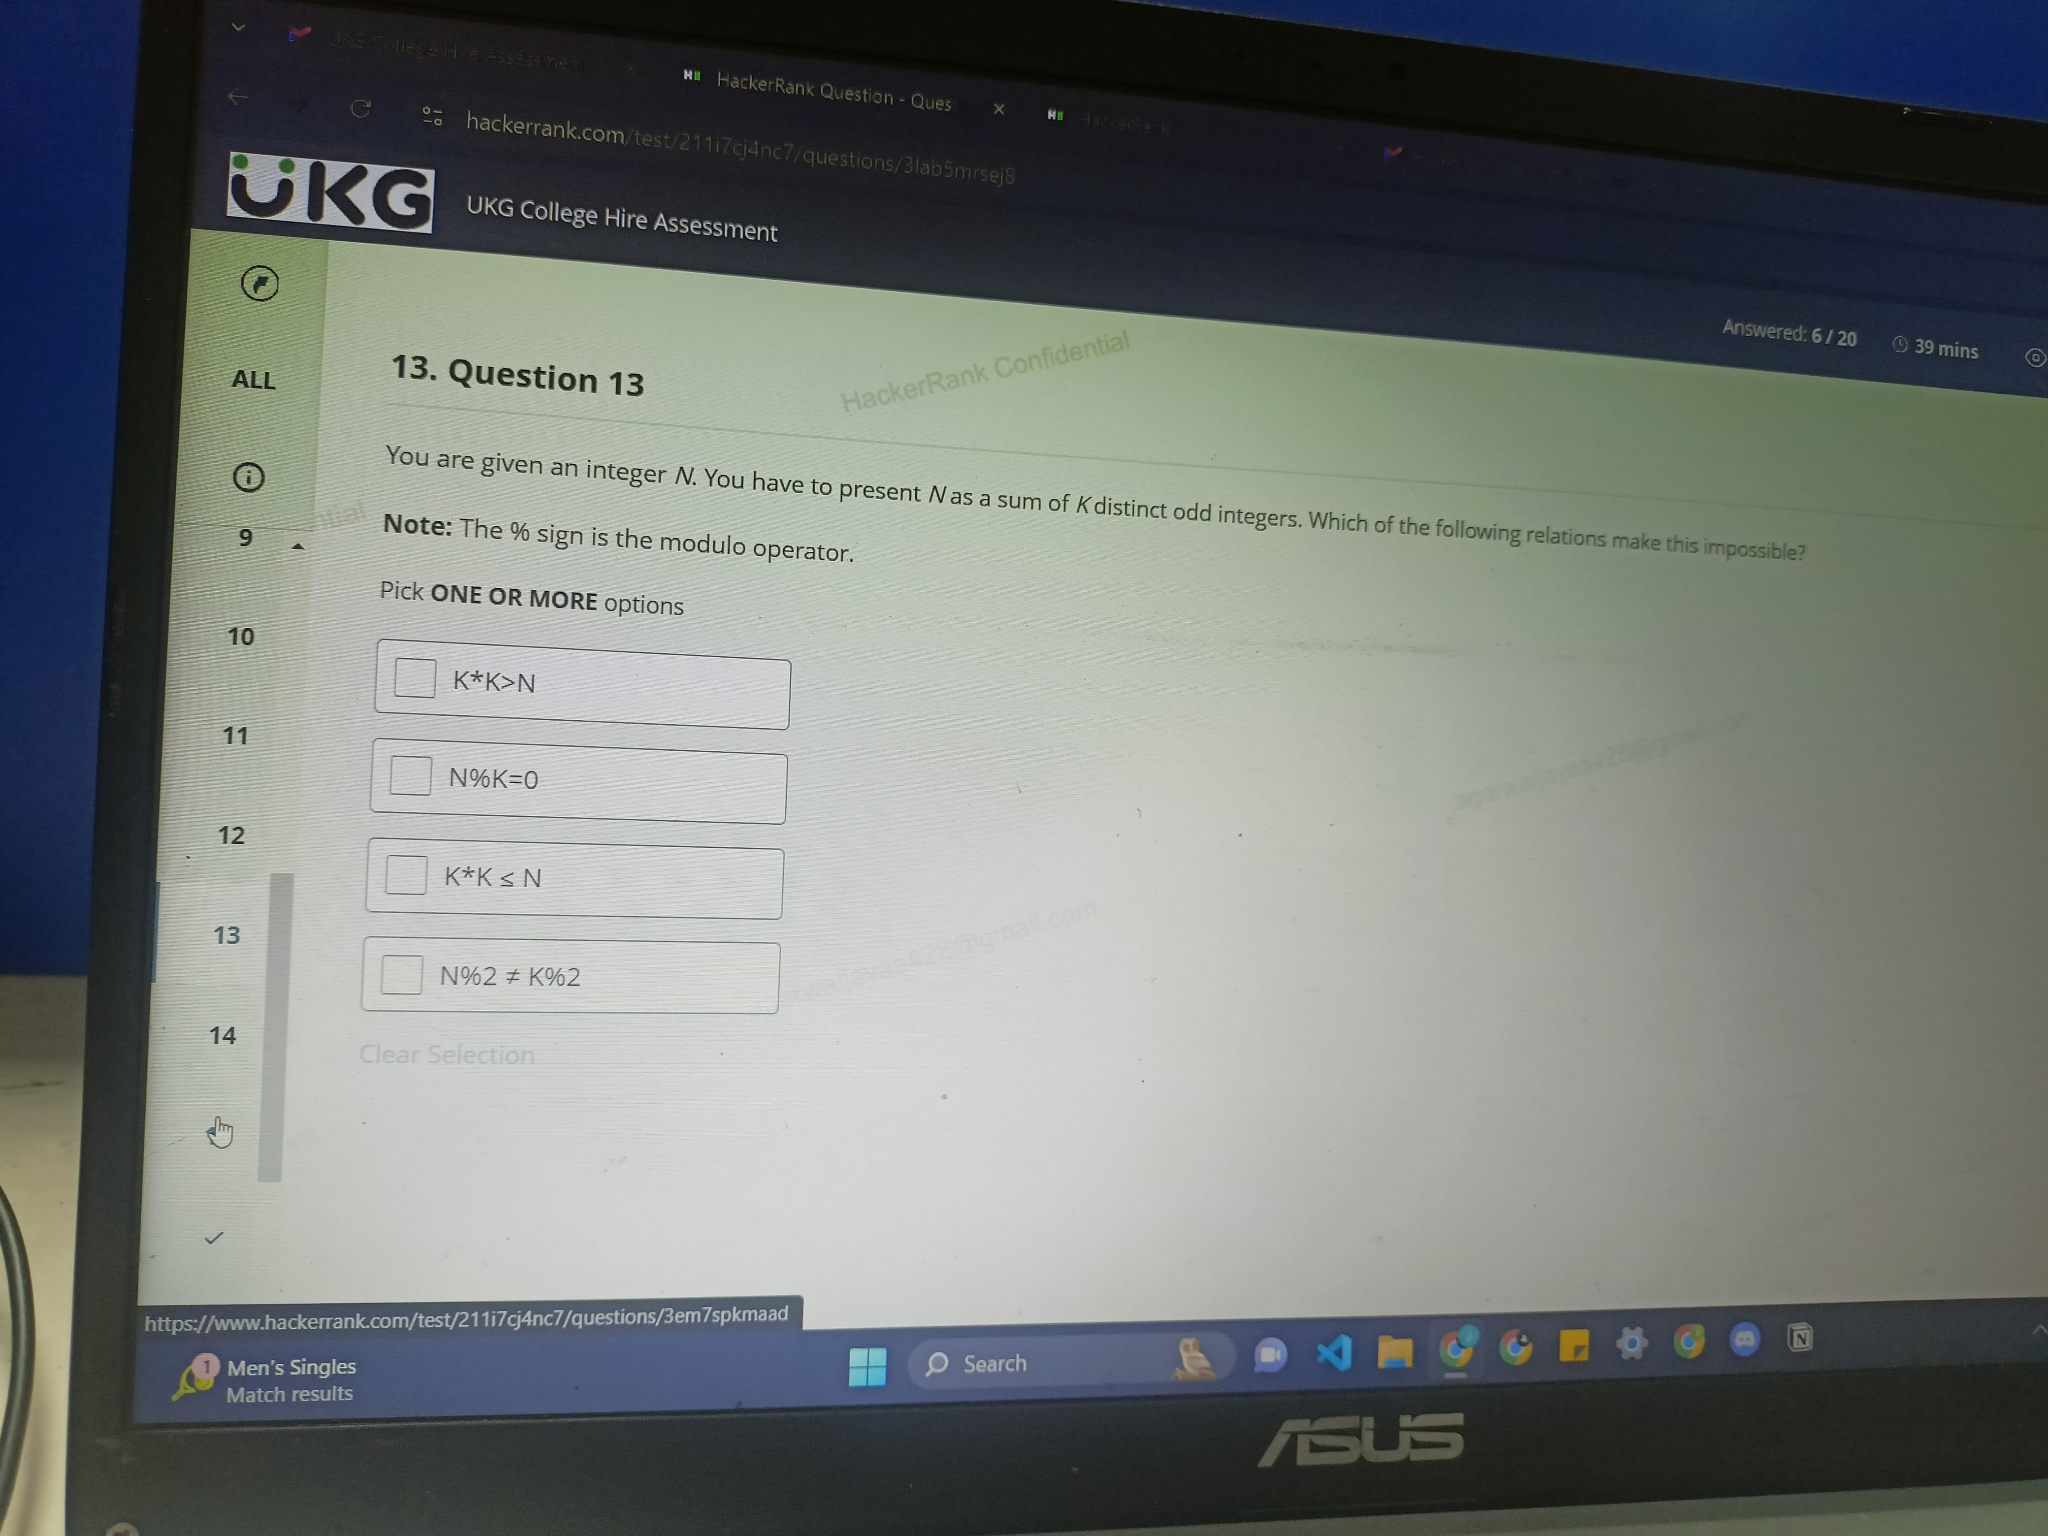 HackerRank Question - Ques
hackerrank.com/test/211i7cj4nc7/questions/3lab5mrsej8
UKG
UKG College Hire Assessment
Answered: 6 / 20
39 mins
ALL
9
10
11
12
13
14
13. Question 13
HackerRank Confidential
You are given an integer N. You have to present N as a sum of K distinct odd integers. Which of the following relations make this impossible?
Note: The % sign is the modulo operator.
Pick ONE OR MORE options
K*K>N
N%K=0
K*K ≤ N
N%2 ≠ K%2
Clear Selection
https://www.hackerrank.com/test/211i7cj4nc7/questions/3em7spkmaad
1
Men's Singles
Match results
Search
ASUS